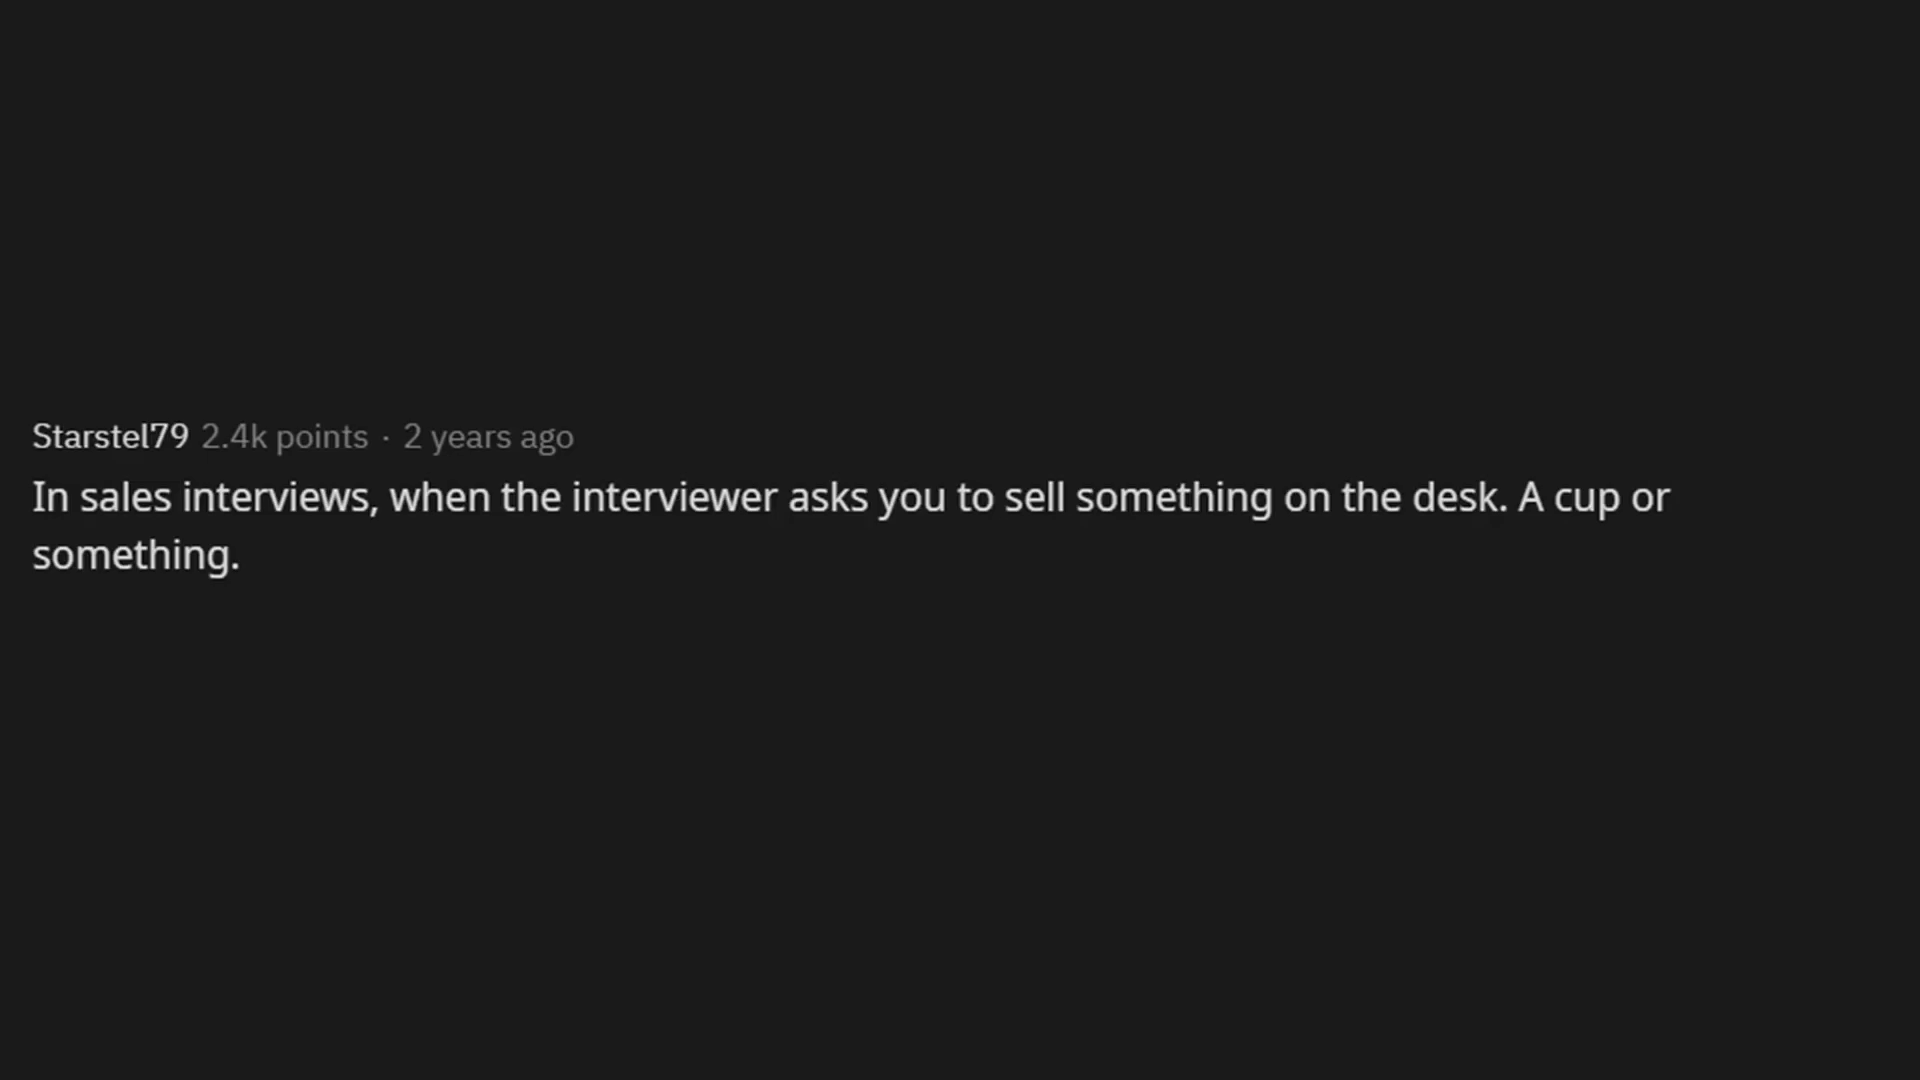 Starstel79 2.4k points · 2 years ago
In sales interviews, when the interviewer asks you to sell something on the desk. A cup or
something.